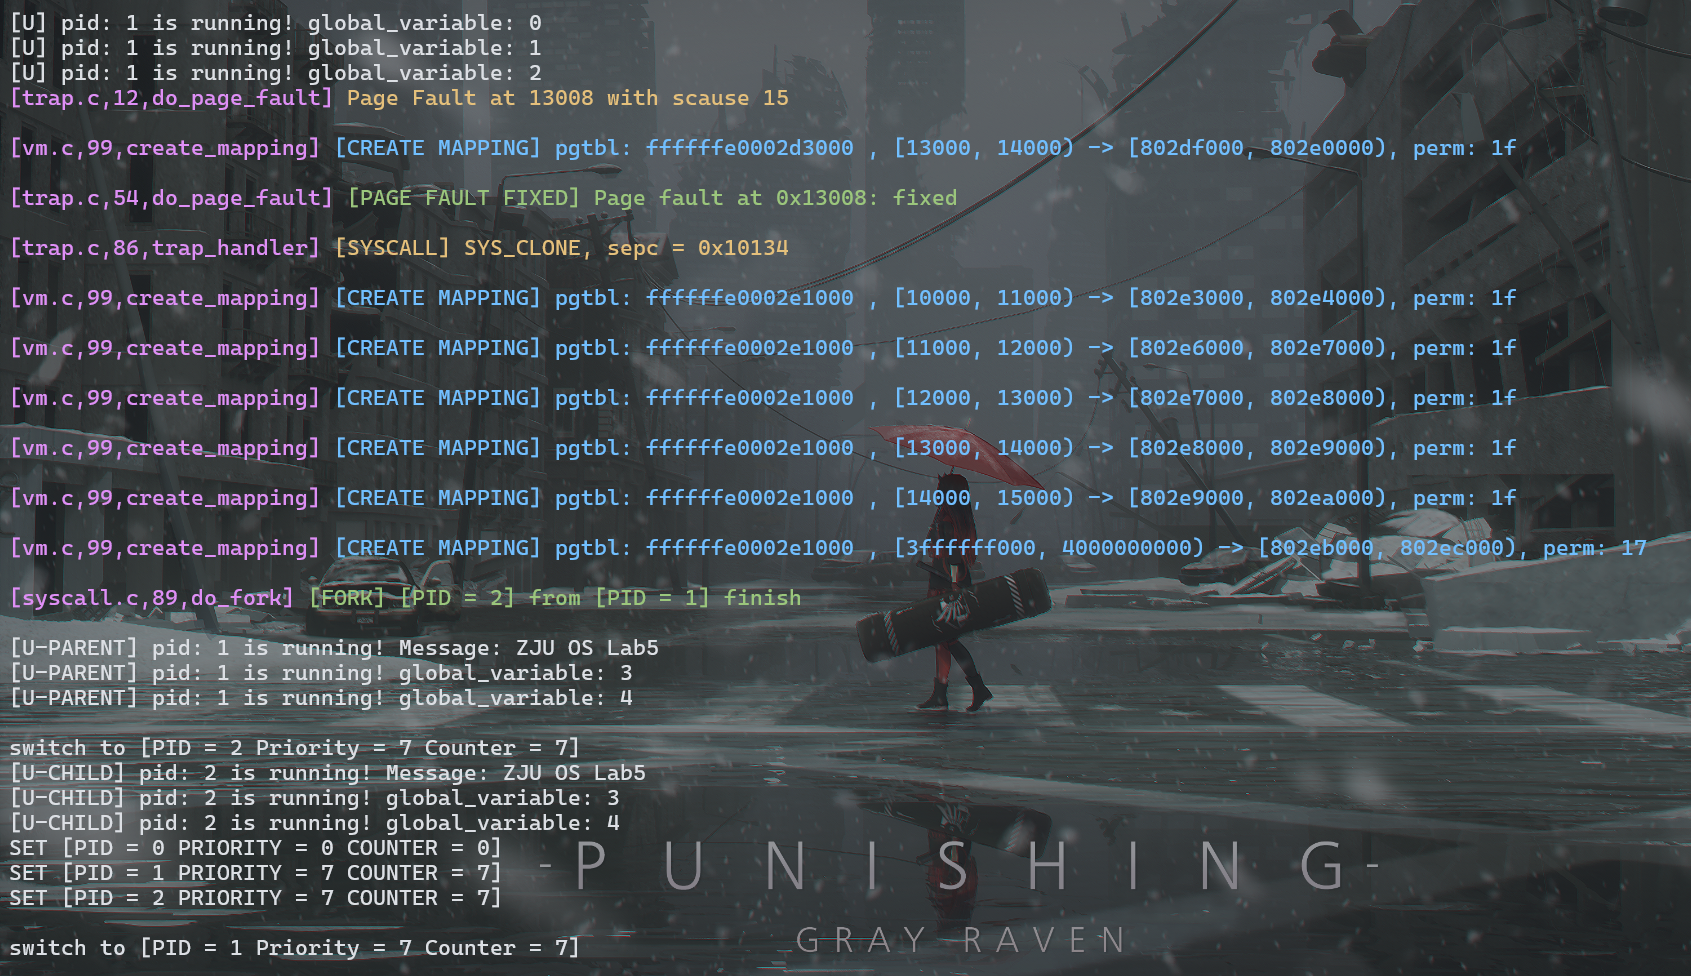 [U] pid: 1 is running! global_variable: 0
[U] pid: 1 is running! global_variable: 1
[U] pid: 1 is running! global_variable: 2
[trap.c,12,do_page_fault] Page Fault at 13008 with scause 15
[vm.c,99,create_mapping] [CREATE MAPPING] pgtbl: ffffffe0002d3000 , [13000, 14000) -> [802df000, 802e0000), perm: 1f
[trap.c,54,do_page_fault] [PAGE FAULT FIXED] Page fault at 0x13008: fixed
[trap.c,86,trap_handler] [SYSCALL] SYS_CLONE, sepc = 0x10134
[vm.c,99,create_mapping] [CREATE MAPPING] pgtbl: ffffffe0002e1000 , [10000, 11000) -> [802e3000, 802e4000), perm: 1f
[vm.c,99,create_mapping] [CREATE MAPPING] pgtbl: ffffffe0002e1000 , [11000, 12000) -> [802e6000, 802e7000), perm: 1f
[vm.c,99,create_mapping] [CREATE MAPPING] pgtbl: ffffffe0002e1000 , [12000, 13000) -> [802e7000, 802e8000), perm: 1f
[vm.c,99,create_mapping] [CREATE MAPPING] pgtbl: ffffffe0002e1000 , [13000, 14000) -> [802e8000, 802e9000), perm: 1f
[vm.c,99,create_mapping] [CREATE MAPPING] pgtbl: ffffffe0002e1000 , [14000, 15000) -> [802e9000, 802ea000), perm: 1f
[vm.c,99,create_mapping] [CREATE MAPPING] pgtbl: ffffffe0002e1000 , [3ffffff000, 4000000000) -> [802eb000, 802ec000), perm: 17
[syscall.c,89,do_fork] [FORK] [PID = 2] from [PID = 1] finish
[U-PARENT] pid: 1 is running! Message: ZJU OS Lab5
[U-PARENT] pid: 1 is running! global_variable: 3
[U-PARENT] pid: 1 is running! global_variable: 4
switch to [PID = 2 Priority = 7 Counter = 7]
[U-CHILD] pid: 2 is running! Message: ZJU OS Lab5
[U-CHILD] pid: 2 is running! global_variable: 3
[U-CHILD] pid: 2 is running! global_variable: 4
SET [PID = 0 PRIORITY = 0 COUNTER = 0]
SET [PID = 1 PRIORITY = 7 COUNTER = 7]
SET [PID = 2 PRIORITY = 7 COUNTER = 7]
-PUNISHING-
GRAY RAVEN
switch to [PID = 1 Priority = 7 Counter = 7]